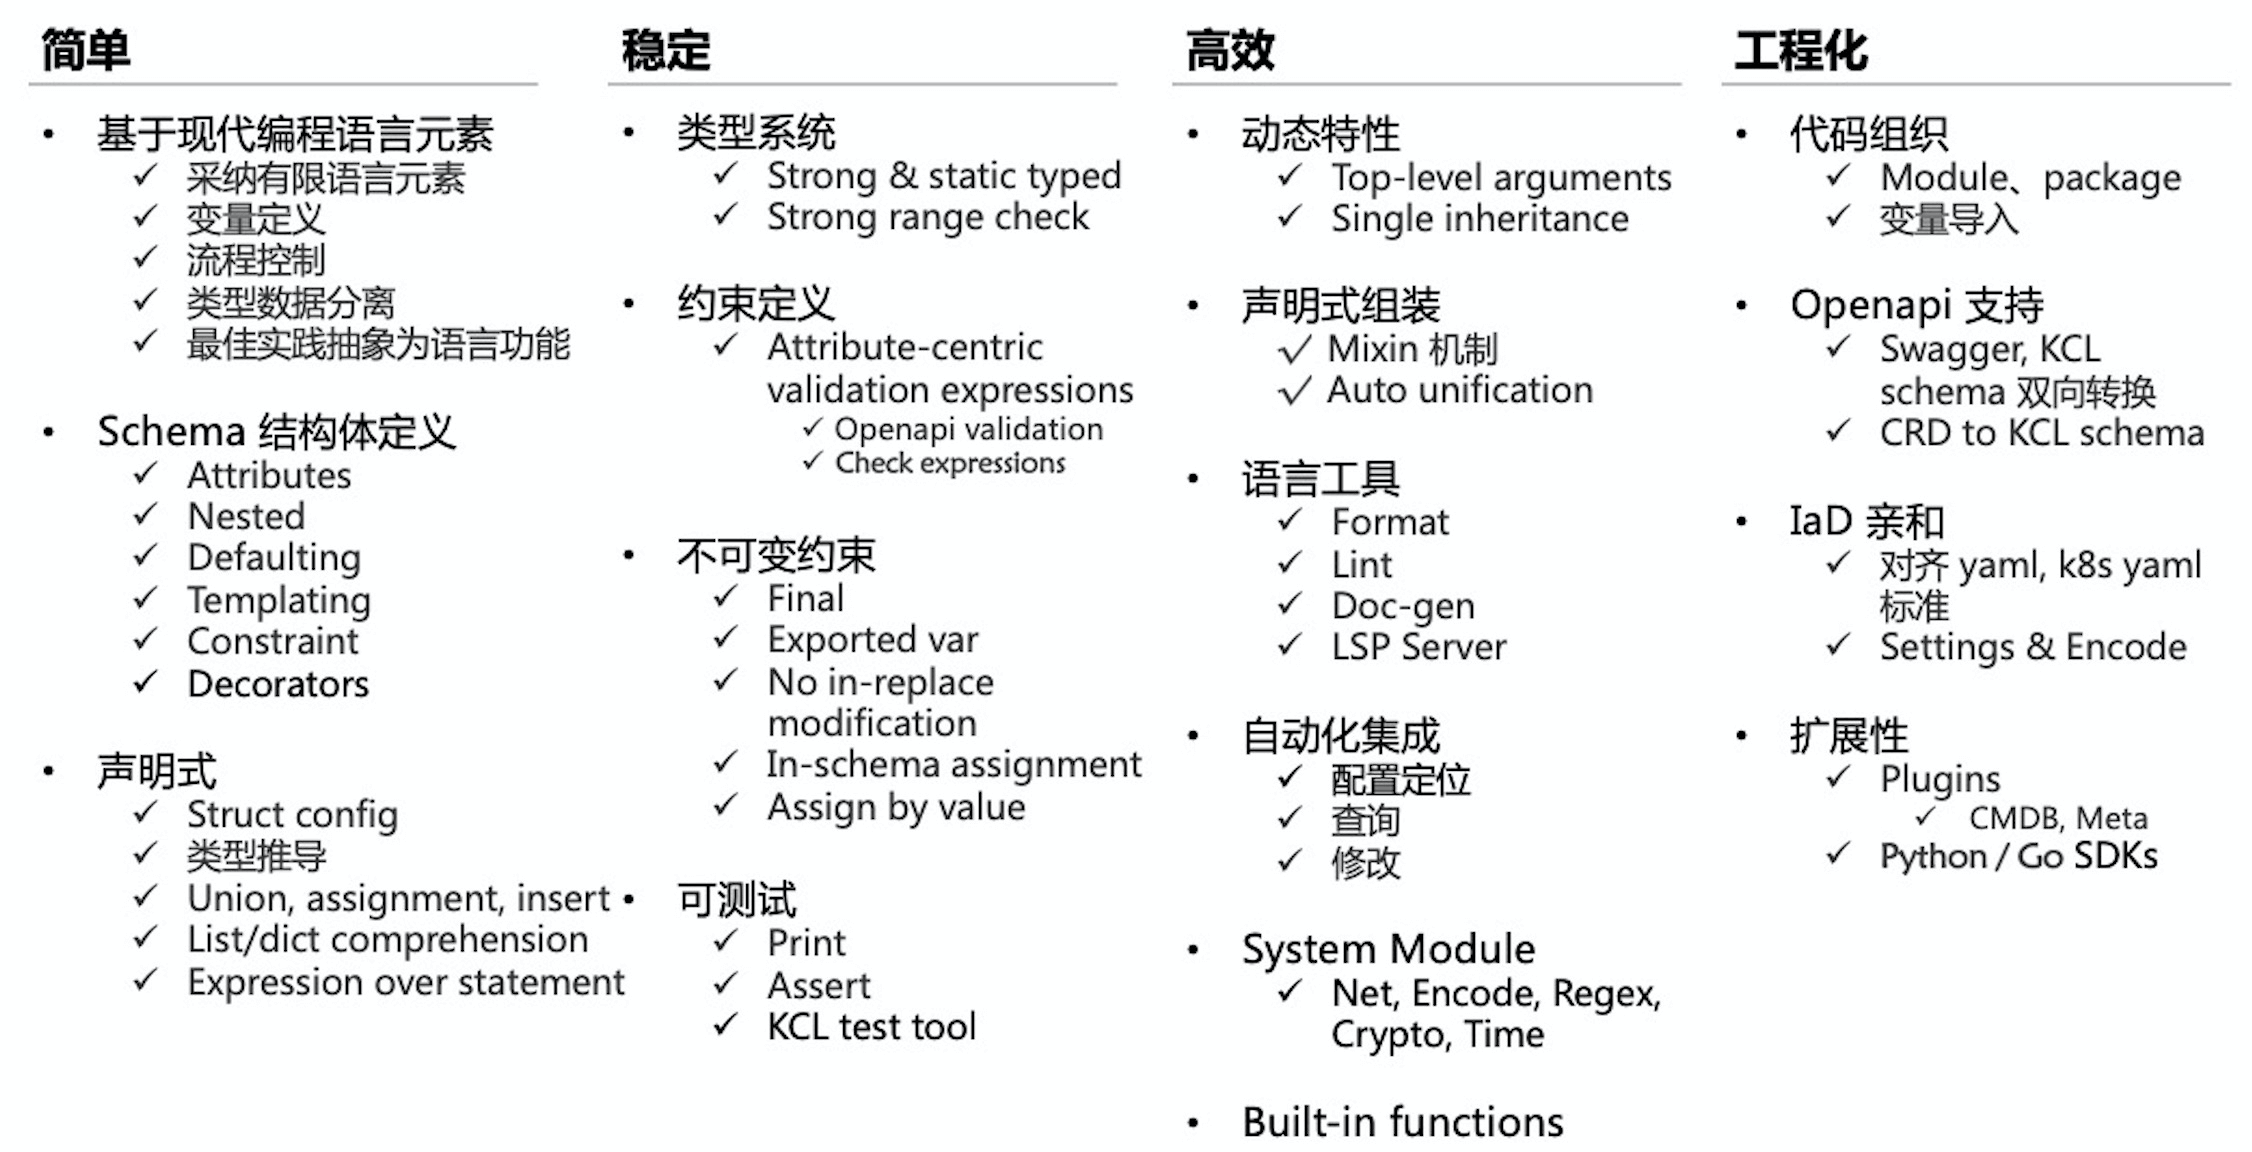 简单
• 基于现代编程语言元素
✓ 采纳有限语言元素
✓ 变量定义
✓ 流程控制
✓ 类型数据分离
✓ 最佳实践抽象为语言功能
• Schema 结构体定义
✓ Attributes
✓ Nested
✓ Defaulting
✓ Templating
✓ Constraint
✓ Decorators
• 声明式
✓ Struct config
✓ 类型推导
✓ Union, assignment, insert
✓ List/dict comprehension
✓ Expression over statement
稳定
• 类型系统
✓ Strong & static typed
✓ Strong range check
• 约束定义
✓ Attribute-centric
validation expressions
✓ Openapi validation
✓ Check expressions
• 不可变约束
✓ Final
✓ Exported var
✓ No in-replace
modification
✓ In-schema assignment
✓ Assign by value
• 可测试
✓ Print
✓ Assert
✓ KCL test tool
高效
• 动态特性
✓ Top-level arguments
✓ Single inheritance
• 声明式组装
✓ Mixin 机制
✓ Auto unification
• 语言工具
✓ Format
✓ Lint
✓ Doc-gen
✓ LSP Server
• 自动化集成
✓ 配置定位
✓ 查询
✓ 修改
• System Module
✓ Net, Encode, Regex,
Crypto, Time
• Built-in functions
工程化
• 代码组织
✓ Module、package
✓ 变量导入
• Openapi 支持
✓ Swagger, KCL
schema 双向转换
✓ CRD to KCL schema
• IaD 亲和
✓ 对齐 yaml, k8s yaml
标准
✓ Settings & Encode
• 扩展性
✓ Plugins
✓ CMDB, Meta
✓ Python / Go SDKs